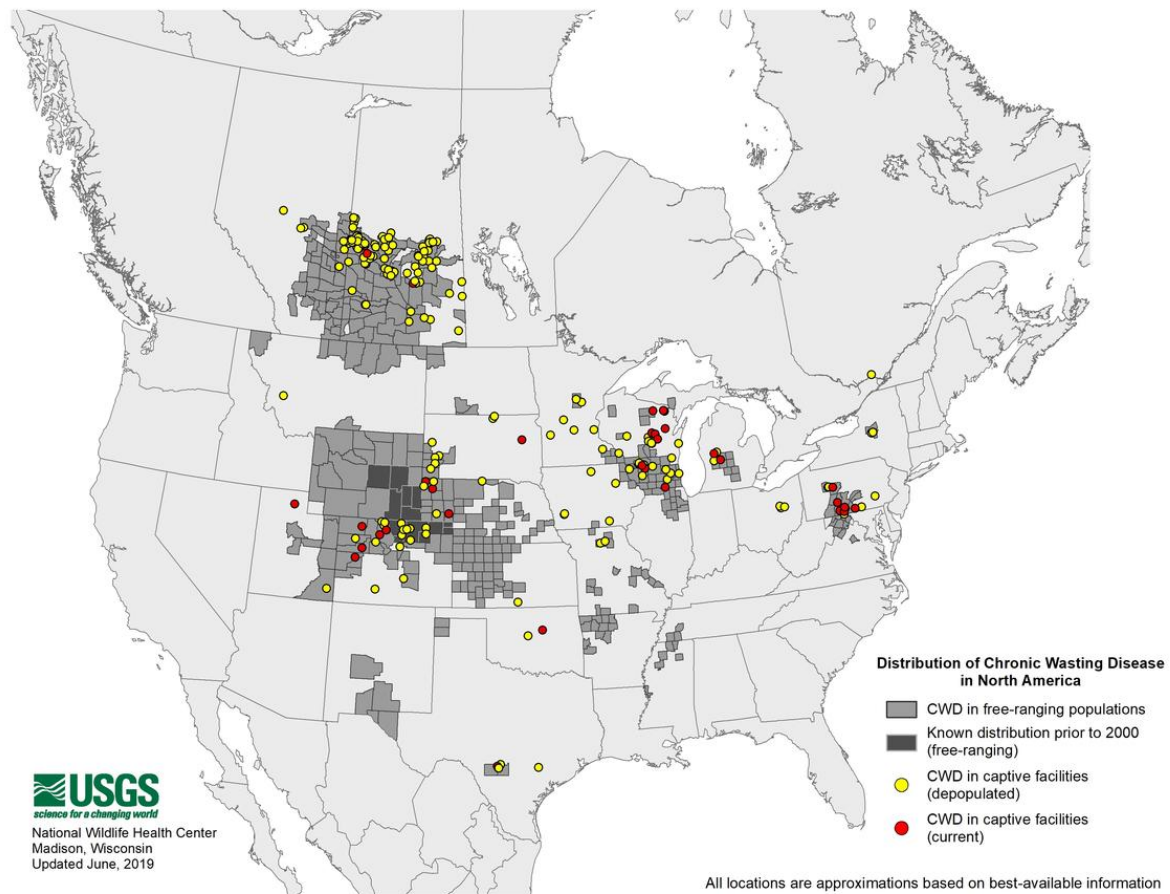 Distribution of Chronic Wasting Disease
in North America
CWD in free-ranging populations
Known distribution prior to 2000
(free-ranging)
CWD in captive facilities
(depopulated)
CWD in captive facilities
(current)
USGS
science for a changing world
National Wildlife Health Center
Madison, Wisconsin
Updated June, 2019
All locations are approximations based on best-available information